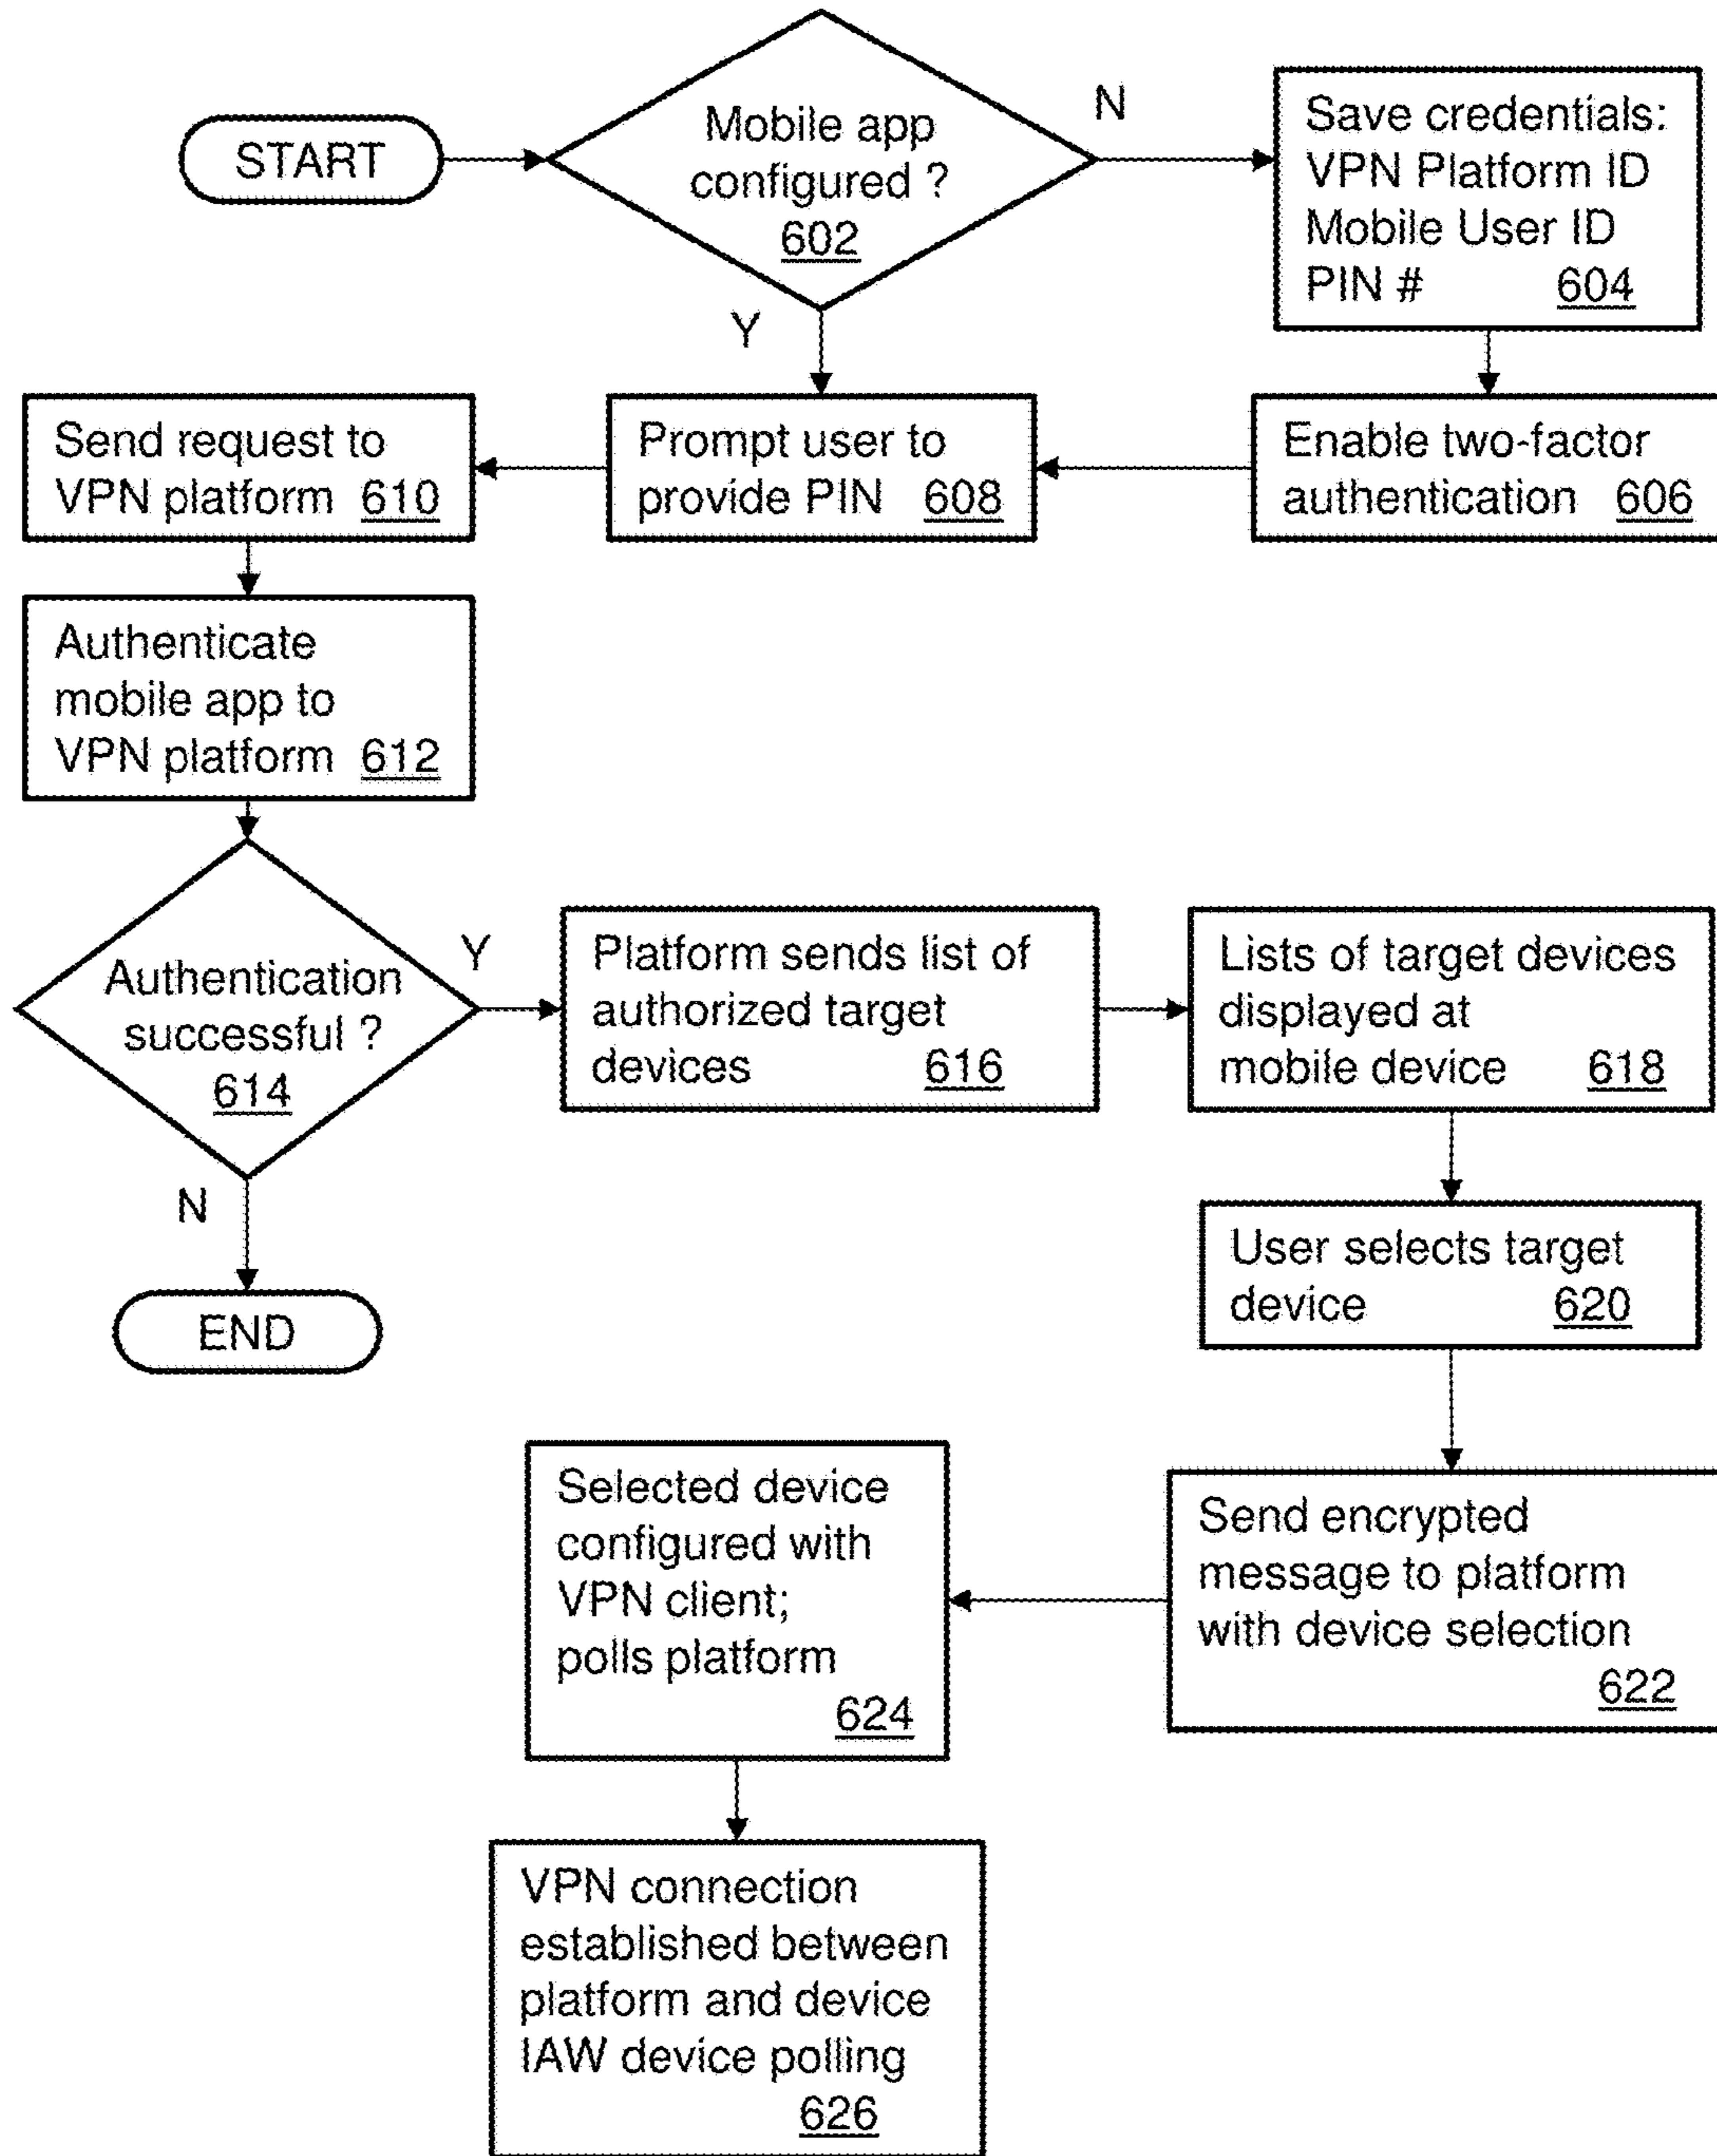 START
Mobile app
configured ?
602
N
Y
Save credentials:
VPN Platform ID
Mobile User ID
PIN # 604
Enable two-factor
authentication 606
Prompt user to
provide PIN 608
Send request to
VPN platform 610
Authenticate
mobile app to
VPN platform 612
Authentication
successful ?
614
Y
N
END
Platform sends list of
authorized target
devices 616
Lists of target devices
displayed at
mobile device 618
User selects target
device 620
Send encrypted
message to platform
with device selection
622
Selected device
configured with
VPN client;
polls platform
624
VPN connection
established between
platform and device
IAW device polling
626